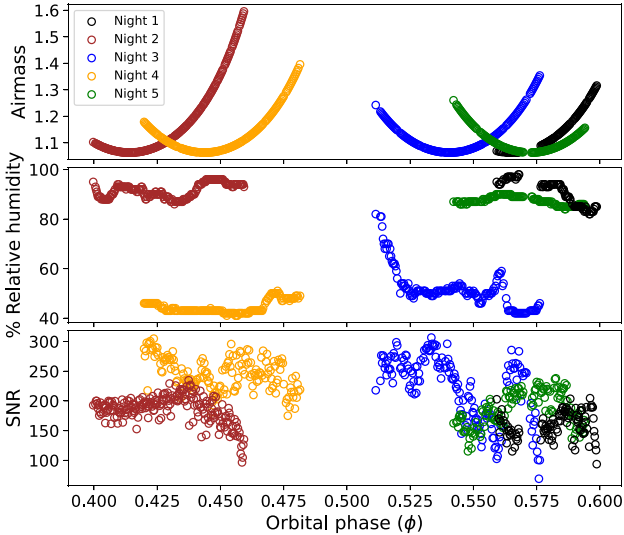 Airmass
1.6
1.5
1.4
1.3
1.2
1.1
Night 1
Night 2
Night 3
Night 4
Night 5
% Relative humidity
100
80
60
40
SNR
300
250
200
150
100
0.400 0.425 0.450 0.475 0.500 0.525 0.550 0.575 0.600
Orbital phase (ϕ)